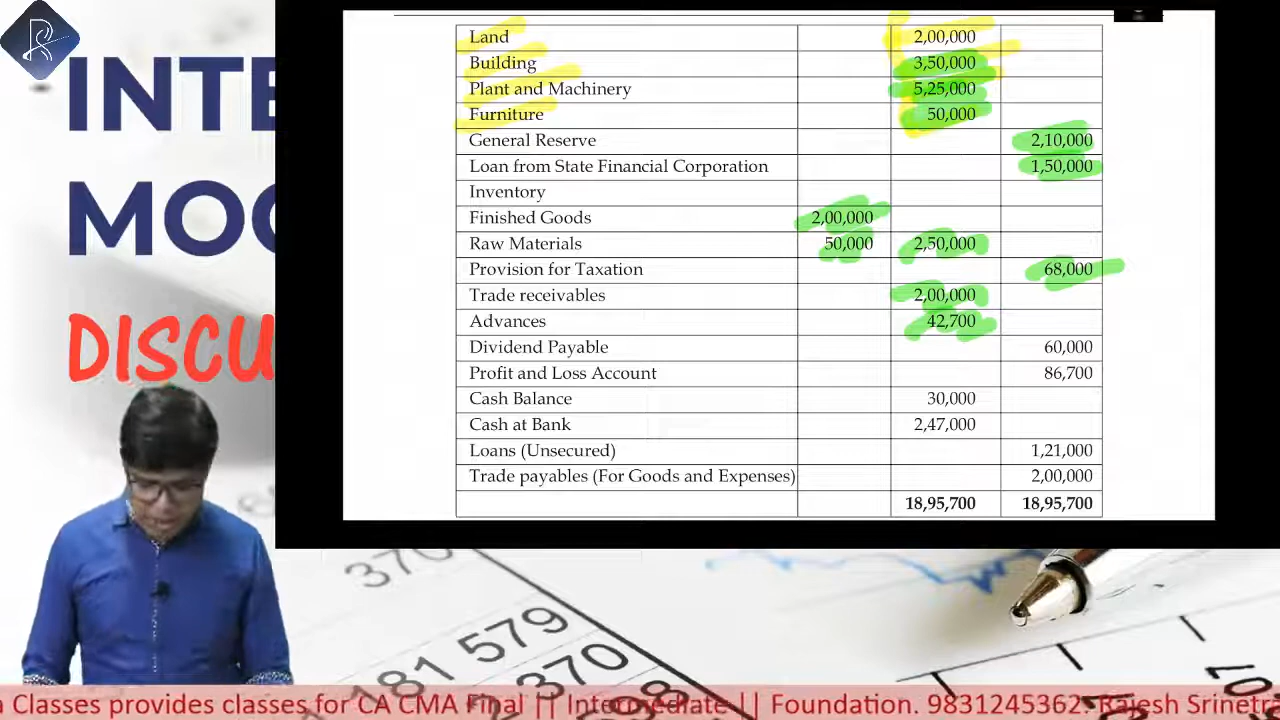 INTE
MOC
DISCU
Land 2,00,000
Building 3,50,000
Plant and Machinery 5,25,000
Furniture 50,000
General Reserve 2,10,000
Loan from State Financial Corporation 1,50,000
Inventory
Finished Goods 2,00,000
Raw Materials 50,000 2,50,000
Provision for Taxation 68,000
Trade receivables 2,00,000
Advances 42,700
Dividend Payable 60,000
Profit and Loss Account 86,700
Cash Balance 30,000
Cash at Bank 2,47,000
Loans (Unsecured) 1,21,000
Trade payables (For Goods and Expenses) 2,00,000
18,95,700 18,95,700
370
579
181
370
a Classes provides classes for CA CMA Final || Intermediate || Foundation. 9831245362. Rajesh Srinetra